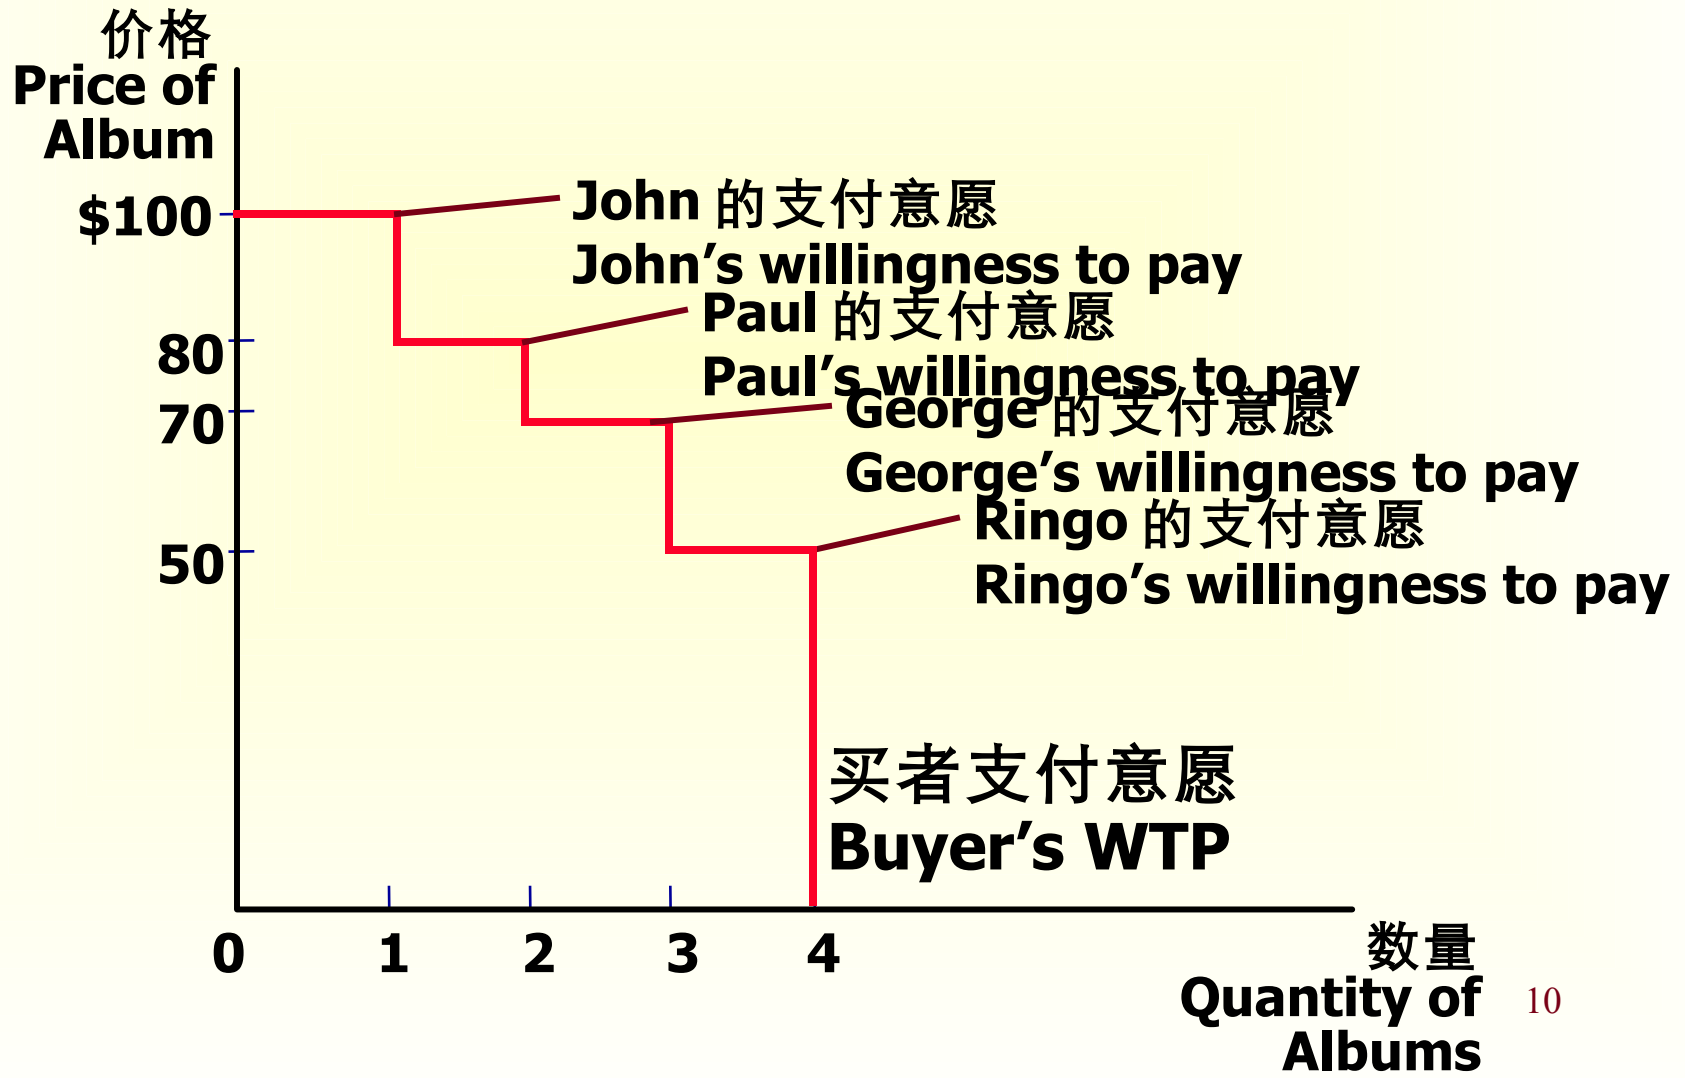 价格
Price of
Album
$100
John 的支付意愿
John’s willingness to pay
Paul 的支付意愿
80
Paul’s willingness to pay
70
George 的支付意愿
George’s willingness to pay
Ringo 的支付意愿
50
Ringo’s willingness to pay
买者支付意愿
Buyer’s WTP
0 1 2 3 4
数量
Quantity of
Albums
10